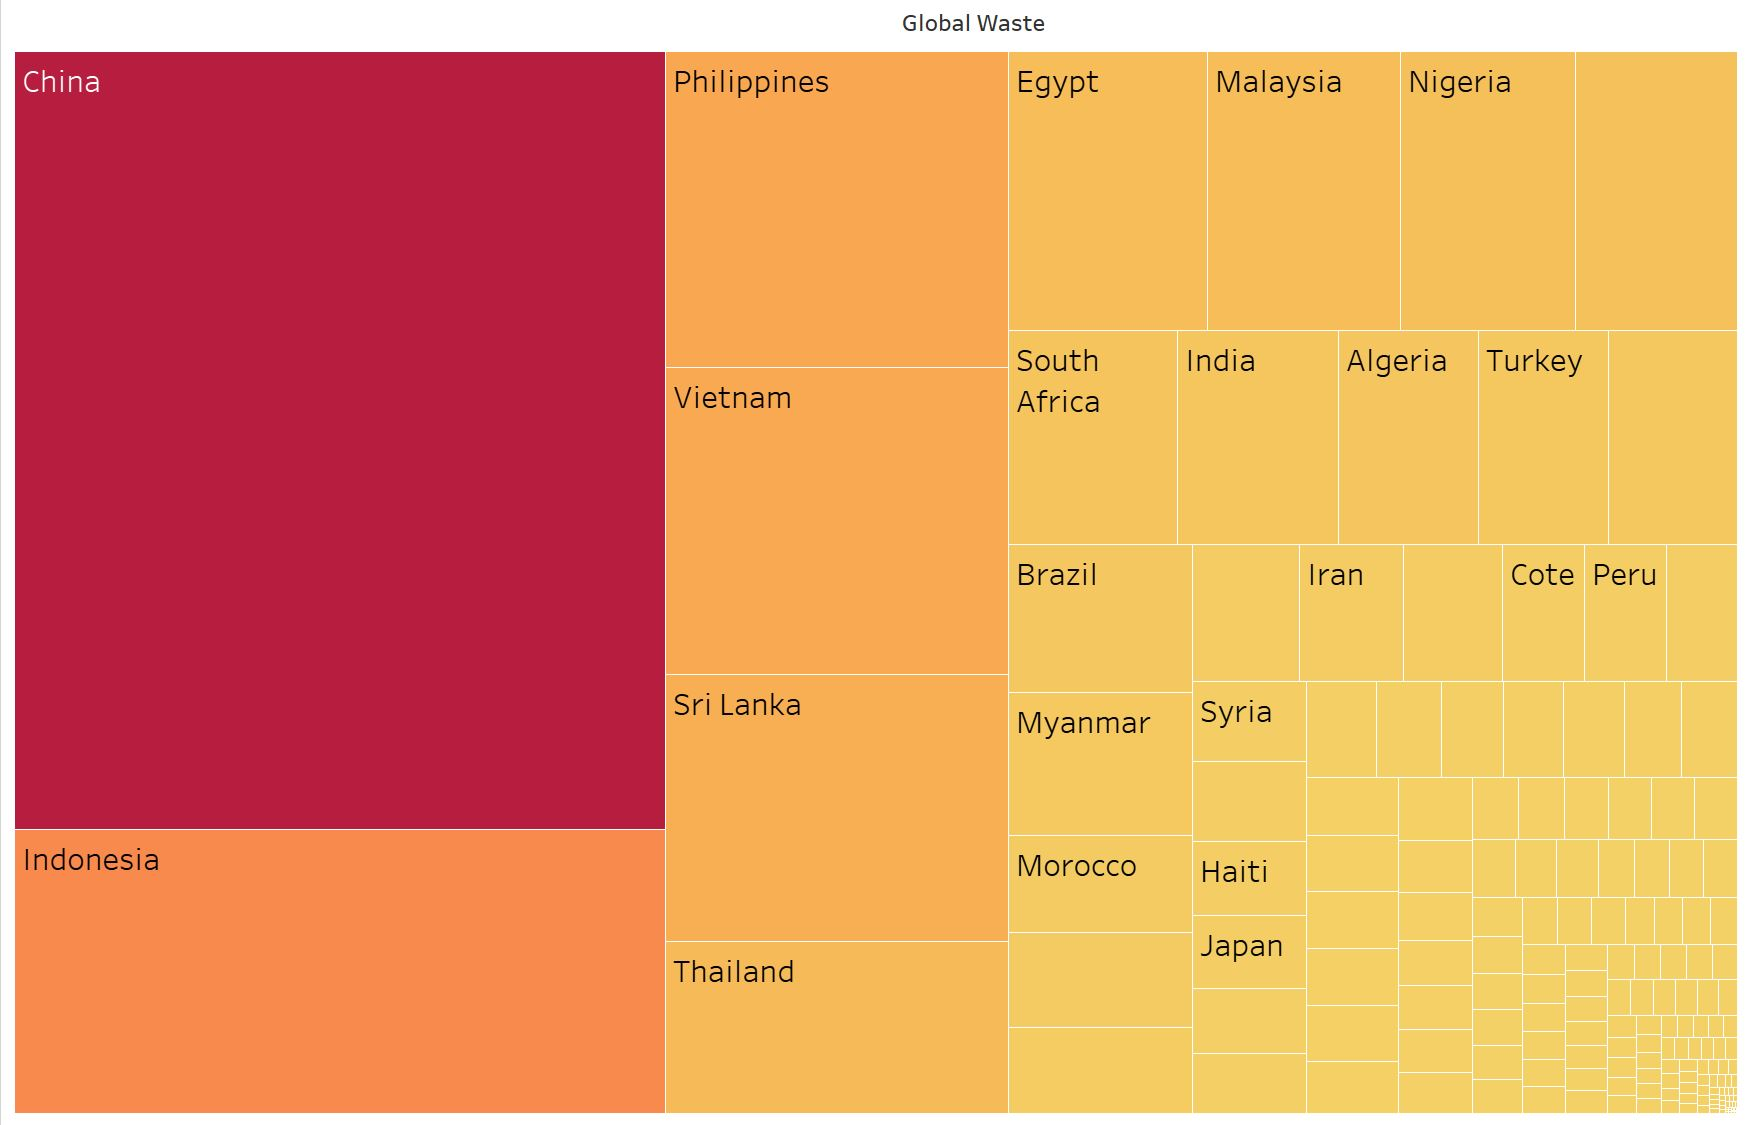 Global Waste
China
Philippines
Egypt
Malaysia
Nigeria
South
Africa
India
Algeria
Turkey
Vietnam
Brazil
Iran
Cote
Peru
Sri Lanka
Myanmar
Syria
Indonesia
Morocco
Haiti
Japan
Thailand